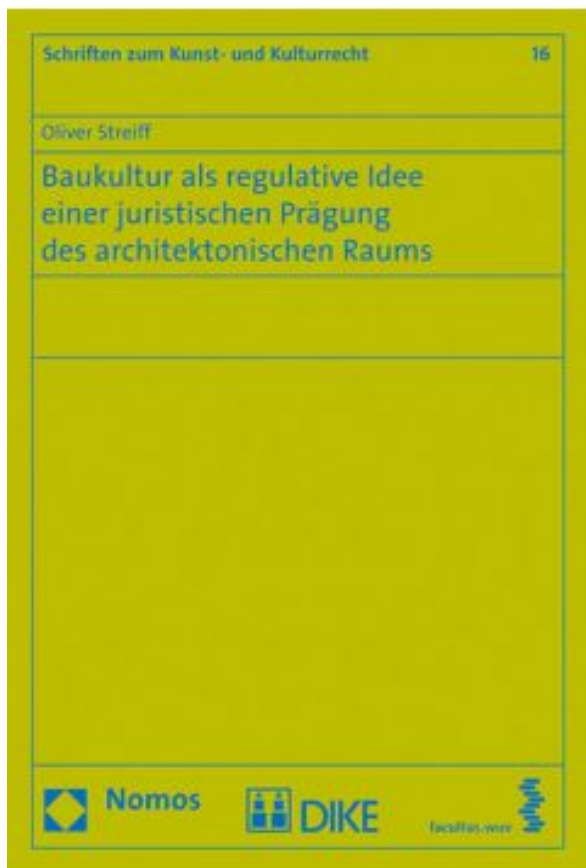 Schriften zum Kunst- und Kulturrecht 16
Oliver Streiff
Baukultur als regulative Idee
einer juristischen Prägung
des architektonischen Raums
Nomos
DIKE
facultas.wuv